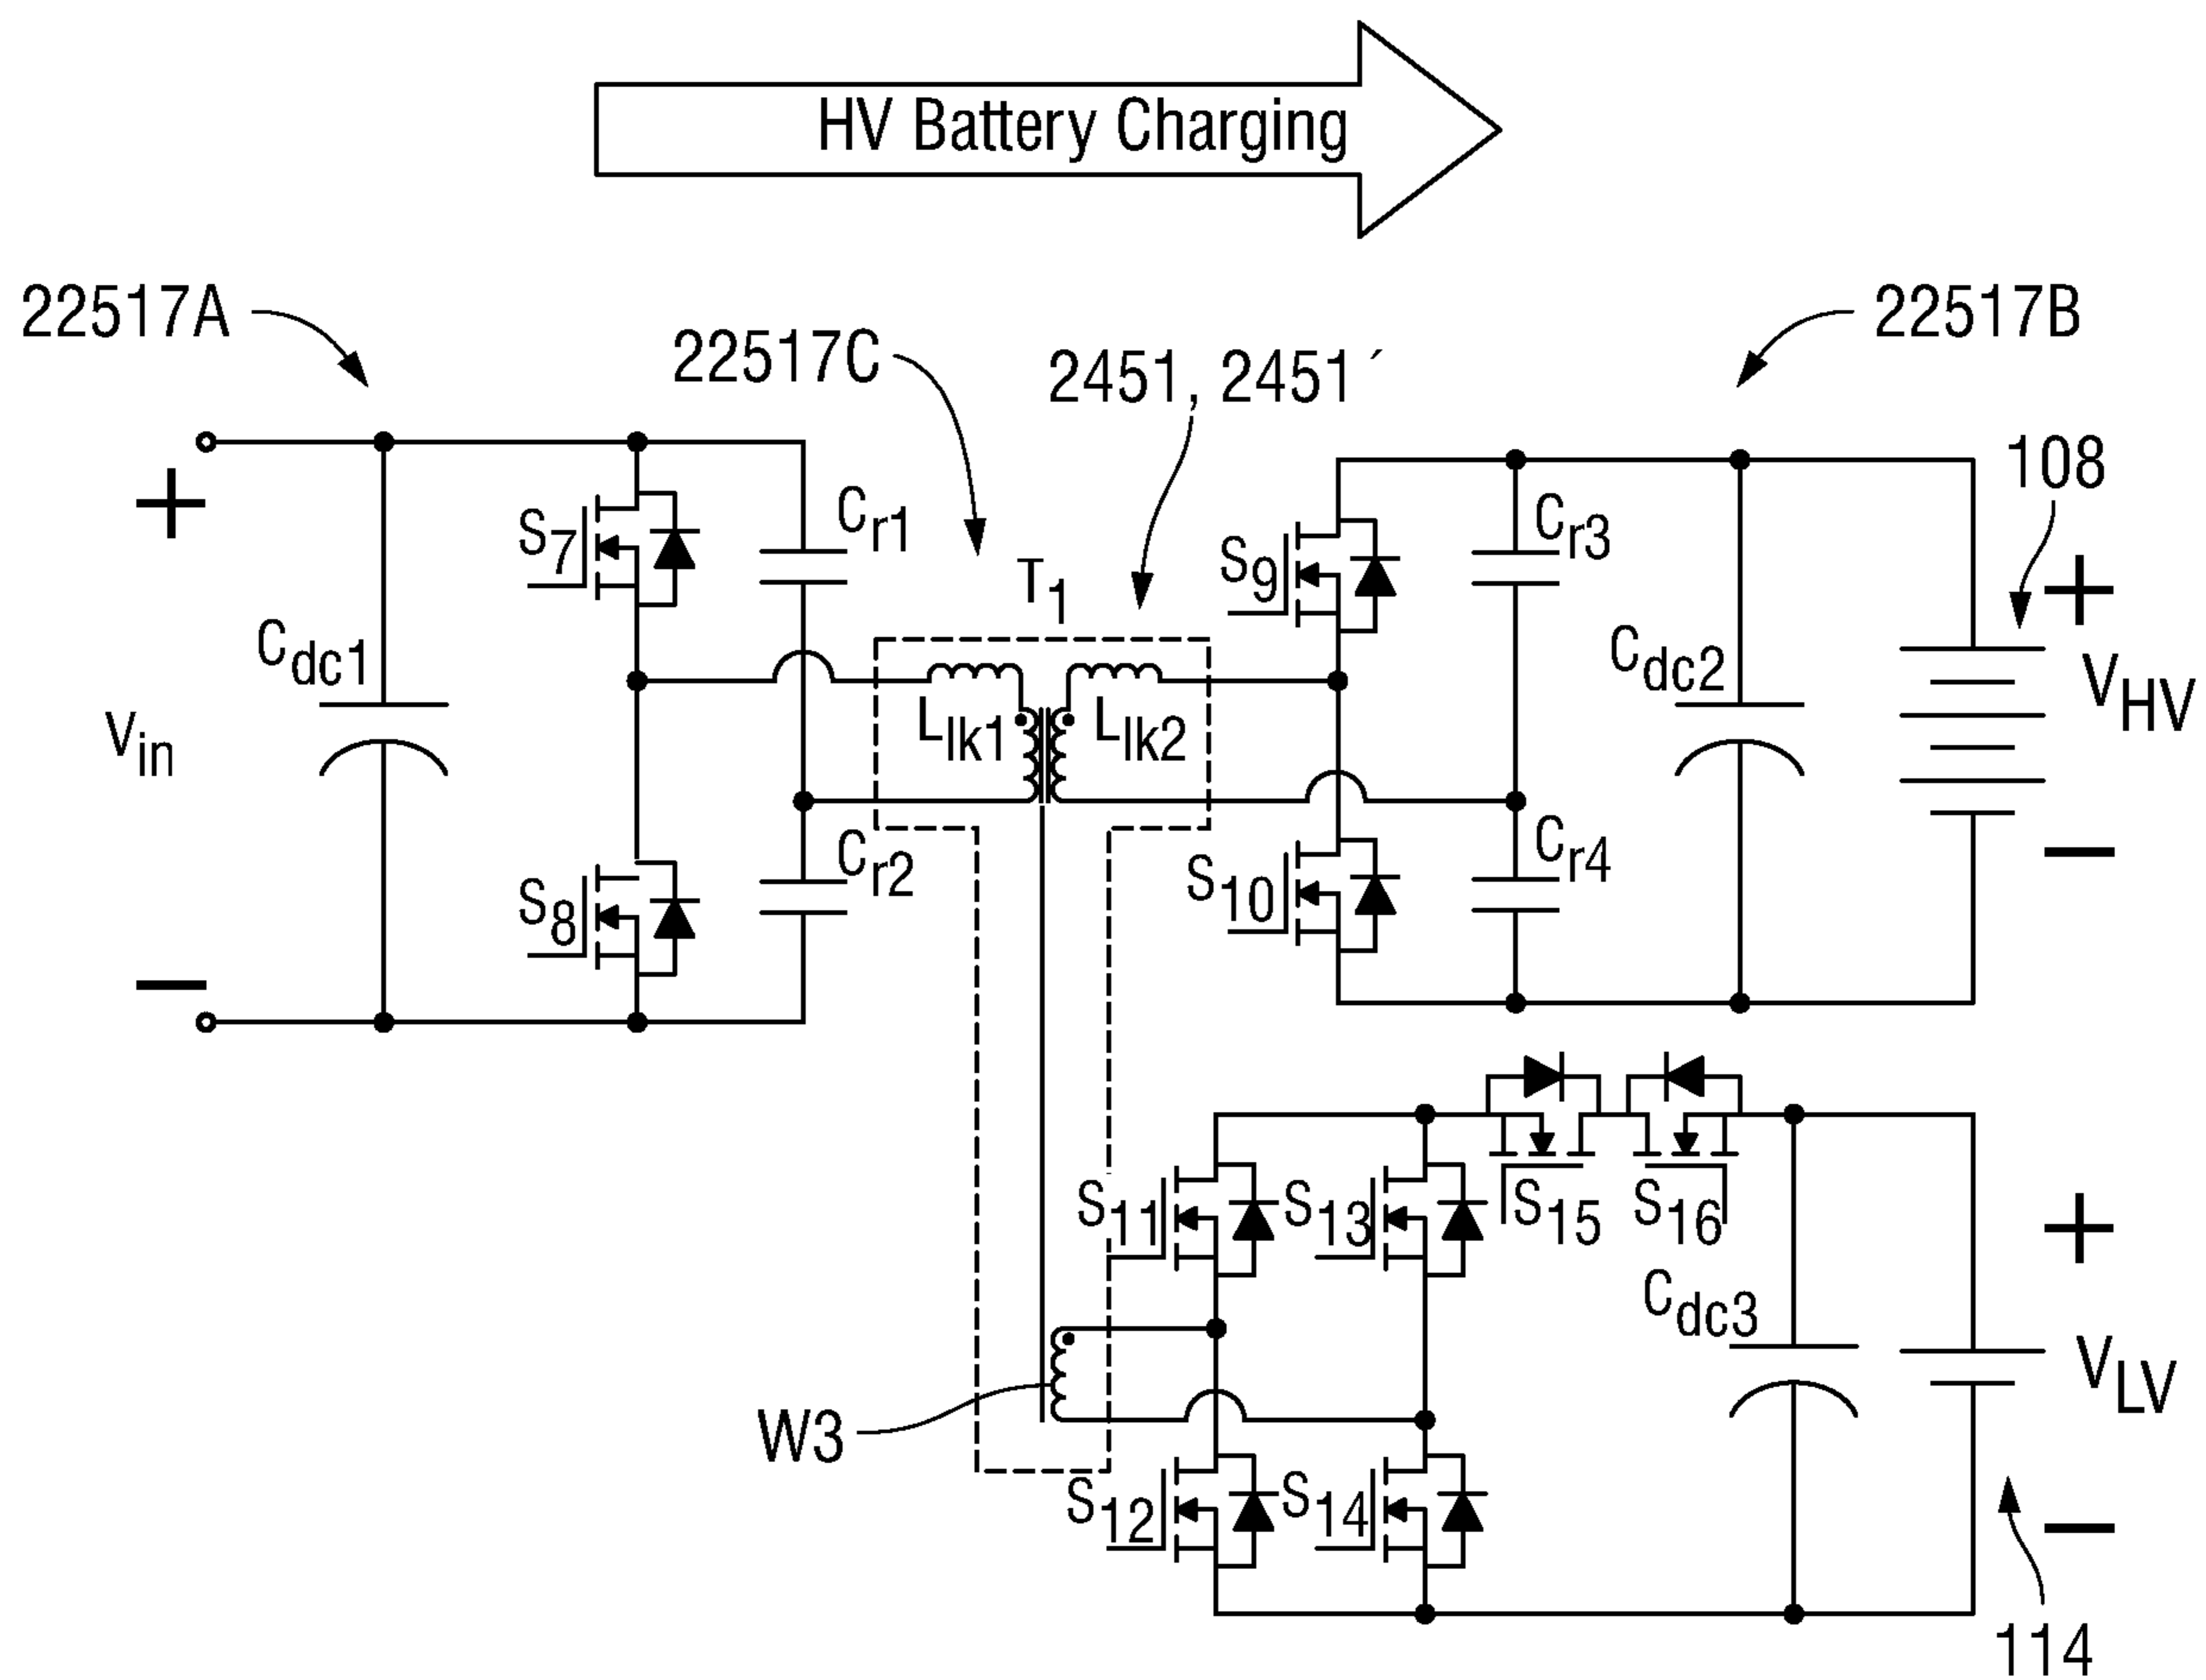 HV Battery Charging
22517A
22517C
2451, 2451´
22517B
108
+
S7
Cr1
T1
S9
Cr3
+
Cdc1
Vin
Llk1
Llk2
Cdc2
VHV
S8
Cr2
S10
Cr4
−
−
S11
S13
S15
S16
+
Cdc3
VLV
W3
S12
S14
−
114